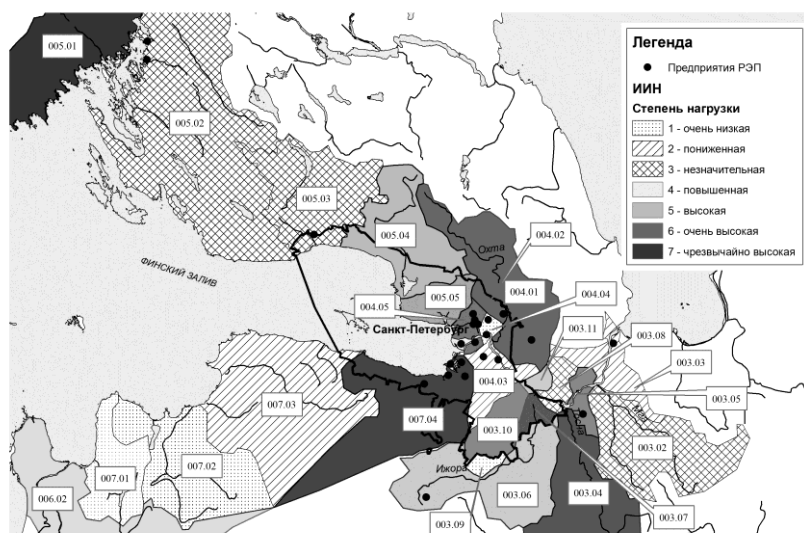 005.01
005.02
005.03
005.04
Охта
004.02
ФИНСКИЙ ЗАЛИВ
005.05
004.01
004.04
004.05
Санкт-Петербург
003.11
003.08
003.03
004.03
003.05
007.03
007.04
003.10
Тосна
Мга
003.02
007.01
007.02
Ижора
006.02
003.06
003.04
003.09
003.07
Легенда
Предприятия РЭП
ИИН
Степень нагрузки
1 - очень низкая
2 - пониженная
3 - незначительная
4 - повышенная
5 - высокая
6 - очень высокая
7 - чрезвычайно высокая